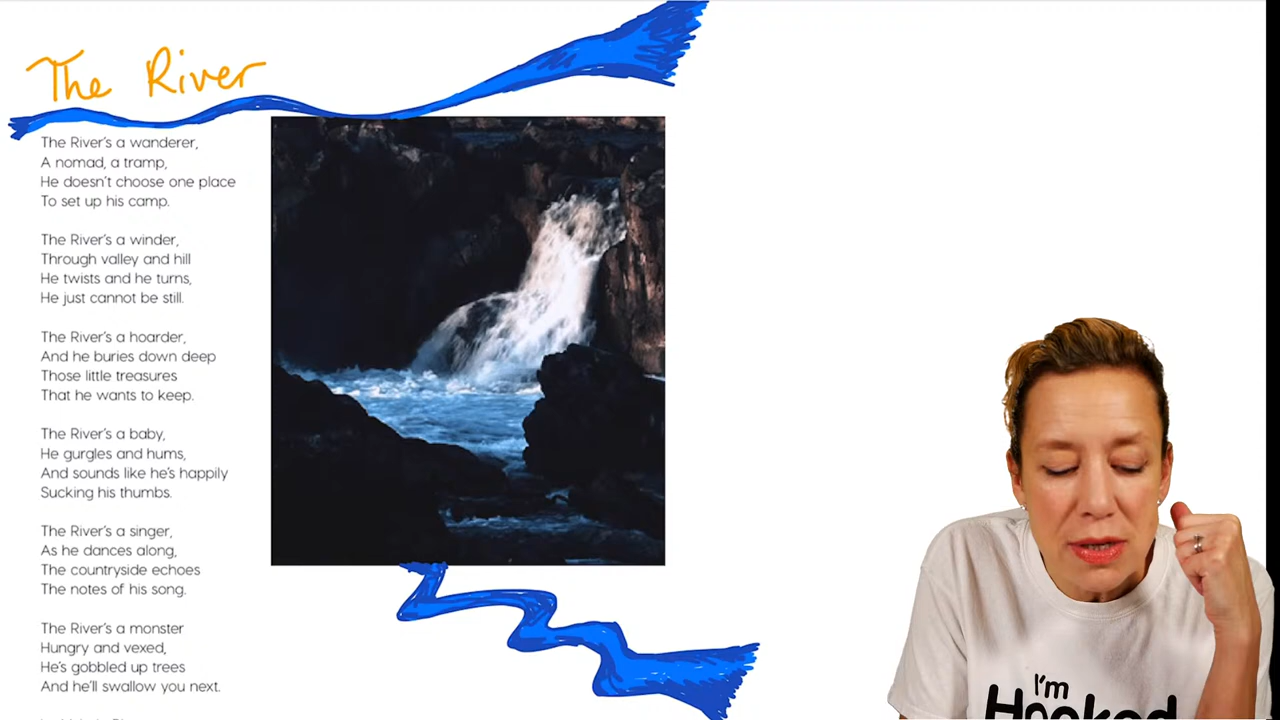 The River
The River's a wanderer,
A nomad, a tramp,
He doesn't choose one place
To set up his camp.
The River's a winder,
Through valley and hill
He twists and he turns,
He just cannot be still.
The River's a hoarder,
And he buries down deep
Those little treasures
That he wants to keep.
The River's a baby,
He gurgles and hums,
And sounds like he's happily
Sucking his thumbs.
The River's a singer,
As he dances along,
The countryside echoes
The notes of his song.
The River's a monster
Hungry and vexed,
He's gobbled up trees
And he'll swallow you next.
I'm
Hooked